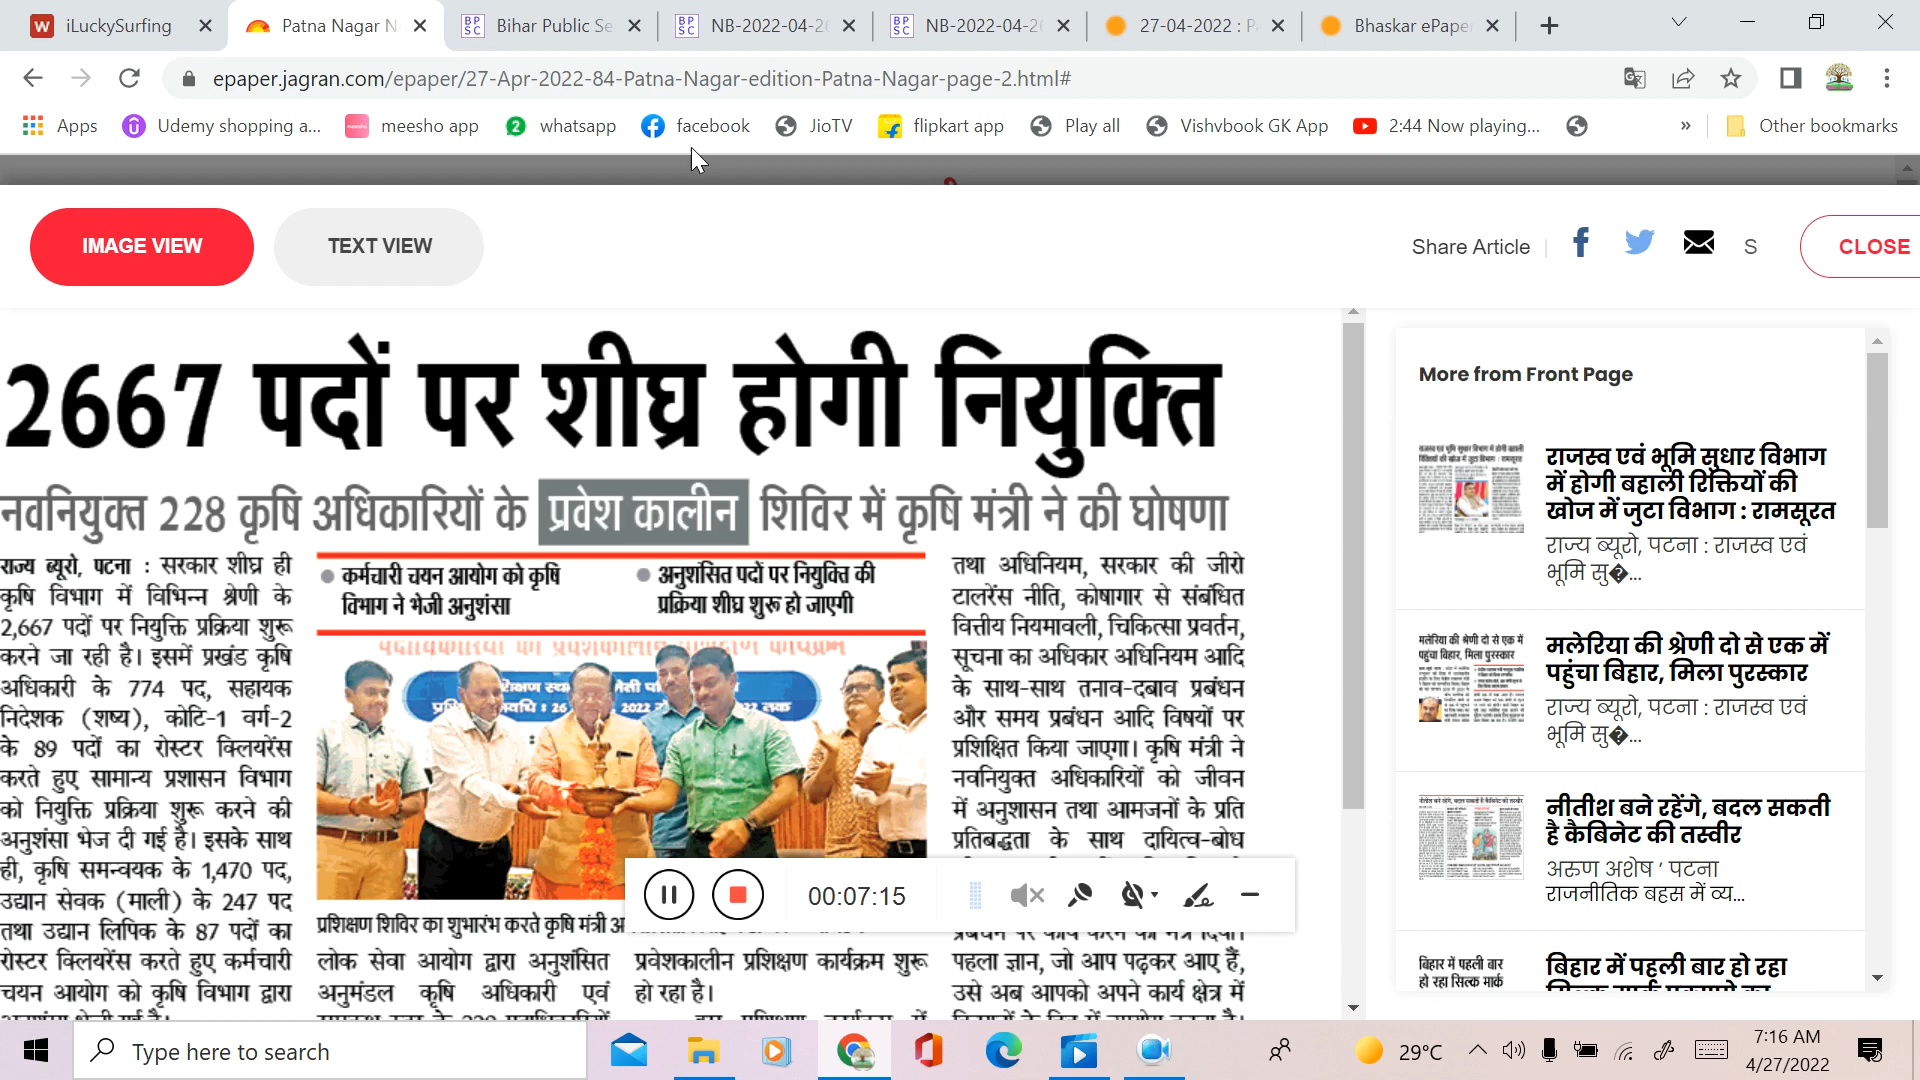 iLuckySurfing
Patna Nagar N
Bihar Public Se
NB-2022-04-26
NB-2022-04-26
27-04-2022 : P
Bhaskar ePape
epaper.jagran.com/epaper/27-Apr-2022-84-Patna-Nagar-edition-Patna-Nagar-page-2.html#
Apps
Udemy shopping a...
meesho app
whatsapp
facebook
JioTV
flipkart app
Play all
Vishvbook GK App
2:44 Now playing...
»
Other bookmarks
IMAGE VIEW
TEXT VIEW
Share Article
S
CLOSE
2667 पदों पर शीघ्र होगी नियुक्ति
नवनियुक्त 228 कृषि अधिकारियों के प्रवेश कालीन शिविर में कृषि मंत्री ने की घोषणा
राज्य ब्यूरो, पटना : सरकार शीघ्र ही
कृषि विभाग में विभिन्न श्रेणी के
2,667 पदों पर नियुक्ति प्रक्रिया शुरू
करने जा रही है। इसमें प्रखंड कृषि
अधिकारी के 774 पद, सहायक
निदेशक (शष्य), कोटि-1 वर्ग-2
के 89 पदों का रोस्टर क्लियरेंस
करते हुए सामान्य प्रशासन विभाग
को नियुक्ति प्रक्रिया शुरू करने की
अनुशंसा भेज दी गई है। इसके साथ
ही, कृषि समन्वयक के 1,470 पद,
उद्यान सेवक (माली) के 247 पद
तथा उद्यान लिपिक के 87 पदों का
रोस्टर क्लियरेंस करते हुए कर्मचारी
चयन आयोग को कृषि विभाग द्वारा
कर्मचारी चयन आयोग को कृषि
विभाग ने भेजी अनुशंसा
अनुशंसित पदों पर नियुक्ति की
प्रक्रिया शीघ्र शुरू हो जाएगी
प्रशिक्षण शिविर का शुभारंभ करते कृषि मंत्री
लोक सेवा आयोग द्वारा अनुशंसित
अनुमंडल कृषि अधिकारी एवं
प्रवेशकालीन प्रशिक्षण कार्यक्रम शुरू
हो रहा है।
तथा अधिनियम, सरकार की जीरो
टालरेंस नीति, कोषागार से संबंधित
वित्तीय नियमावली, चिकित्सा प्रवर्तन,
सूचना का अधिकार अधिनियम आदि
के साथ-साथ तनाव-दबाव प्रबंधन
और समय प्रबंधन आदि विषयों पर
प्रशिक्षित किया जाएगा। कृषि मंत्री ने
नवनियुक्त अधिकारियों को जीवन
में अनुशासन तथा आमजनों के प्रति
प्रतिबद्धता के साथ दायित्व-बोध
पहला ज्ञान, जो आप पढ़कर आए हैं,
उसे अब आपको अपने कार्य क्षेत्र में
00:07:15
More from Front Page
राजस्व एवं भूमि सुधार विभाग
में होगी बहाली रिक्तियों की
खोज में जुटा विभाग : रामसूरत
राज्य ब्यूरो, पटना : राजस्व एवं
भूमि सु�...
मलेरिया की श्रेणी दो से एक में
पहुंचा बिहार, मिला पुरस्कार
मलेरिया की श्रेणी दो से एक में
पहुंचा बिहार, मिला पुरस्कार
राज्य ब्यूरो, पटना : राजस्व एवं
भूमि सु�...
नीतीश बने रहेंगे, बदल सकती
है कैबिनेट की तस्वीर
अरुण अशेष ’ पटना
राजनीतिक बहस में व्य...
बिहार में पहली बार
हो रहा सिल्क मार्क
बिहार में पहली बार हो रहा
Type here to search
29°C
7:16 AM
4/27/2022